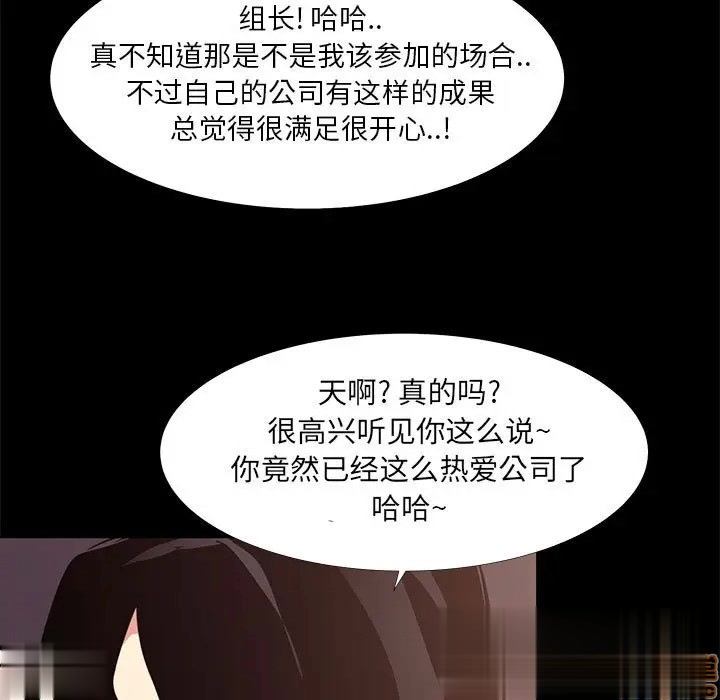 组长! 哈哈..
真不知道那是不是我该参加的场合..
不过自己的公司有这样的成果
总觉得很满足很开心..!
天啊? 真的吗?
很高兴听见你这么说~
你竟然已经这么热爱公司了
哈哈~